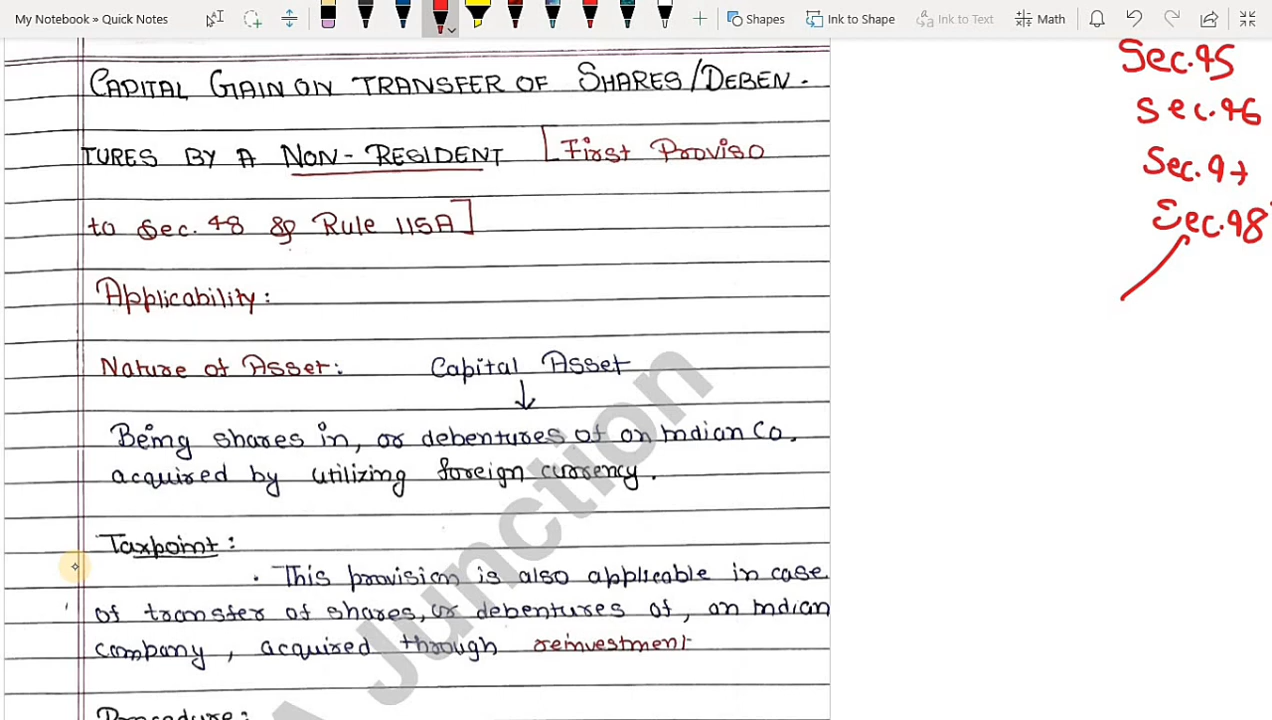 My Notebook » Quick Notes
Shapes
Ink to Shape
Ink to Text
Math
CAPITAL GAIN ON TRANSFER OF SHARES/DEBEN-
TURES BY A NON-RESIDENT [First Proviso
to Sec. 48 & Rule 115A]
Applicability:
Nature of Asset: Capital Asset
↓
Being shares in, or debentures of an Indian Co.
acquired by utilizing foreign currency.
Taxpoint:
. This provision is also applicable in case
of transfer of shares, or debentures of, an Indian
company, acquired through reinvestment
Procedure:
Sec.45
Sec.46
Sec.47
Sec.48
A Junction